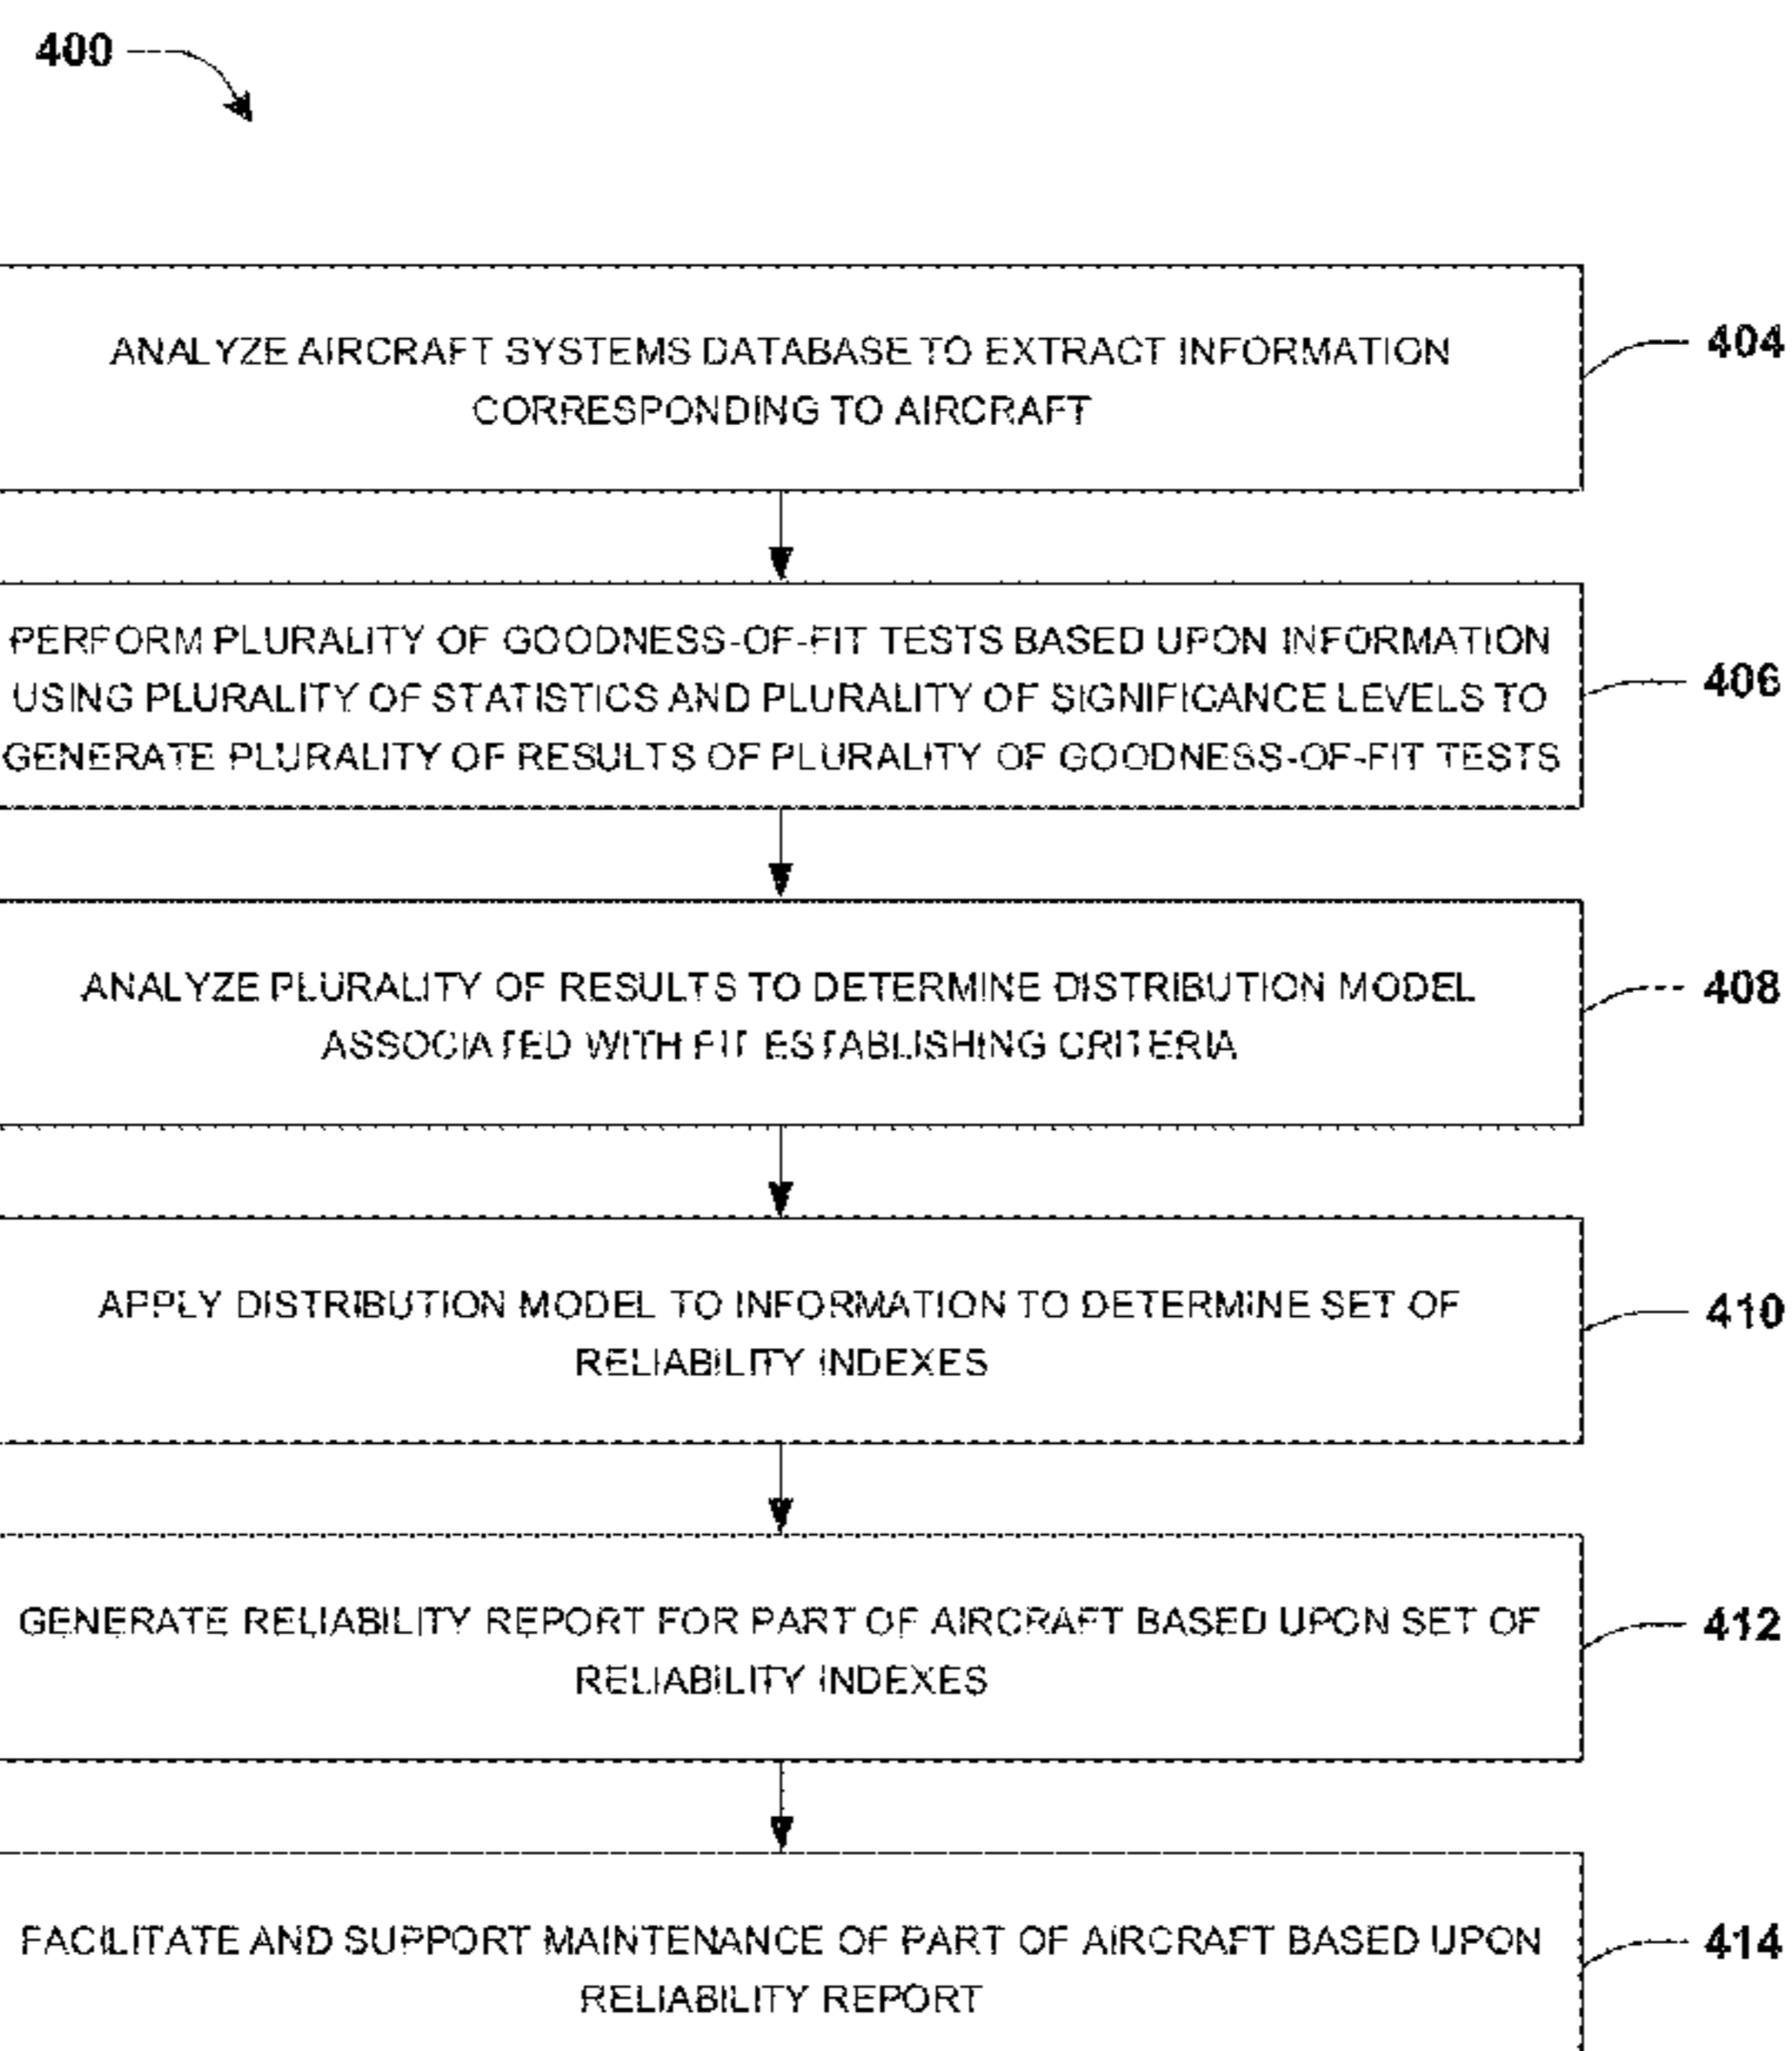 400
ANALYZE AIRCRAFT SYSTEMS DATABASE TO EXTRACT INFORMATION
CORRESPONDING TO AIRCRAFT
404
PERFORM PLURALITY OF GOODNESS-OF-FIT TESTS BASED UPON INFORMATION
USING PLURALITY OF STATISTICS AND PLURALITY OF SIGNIFICANCE LEVELS TO
GENERATE PLURALITY OF RESULTS OF PLURALITY OF GOODNESS-OF-FIT TESTS
406
ANALYZE PLURALITY OF RESULTS TO DETERMINE DISTRIBUTION MODEL
ASSOCIATED WITH FIT ESTABLISHING CRITERIA
408
APPLY DISTRIBUTION MODEL TO INFORMATION TO DETERMINE SET OF
RELIABILITY INDEXES
410
GENERATE RELIABILITY REPORT FOR PART OF AIRCRAFT BASED UPON SET OF
RELIABILITY INDEXES
412
FACILITATE AND SUPPORT MAINTENANCE OF PART OF AIRCRAFT BASED UPON
RELIABILITY REPORT
414